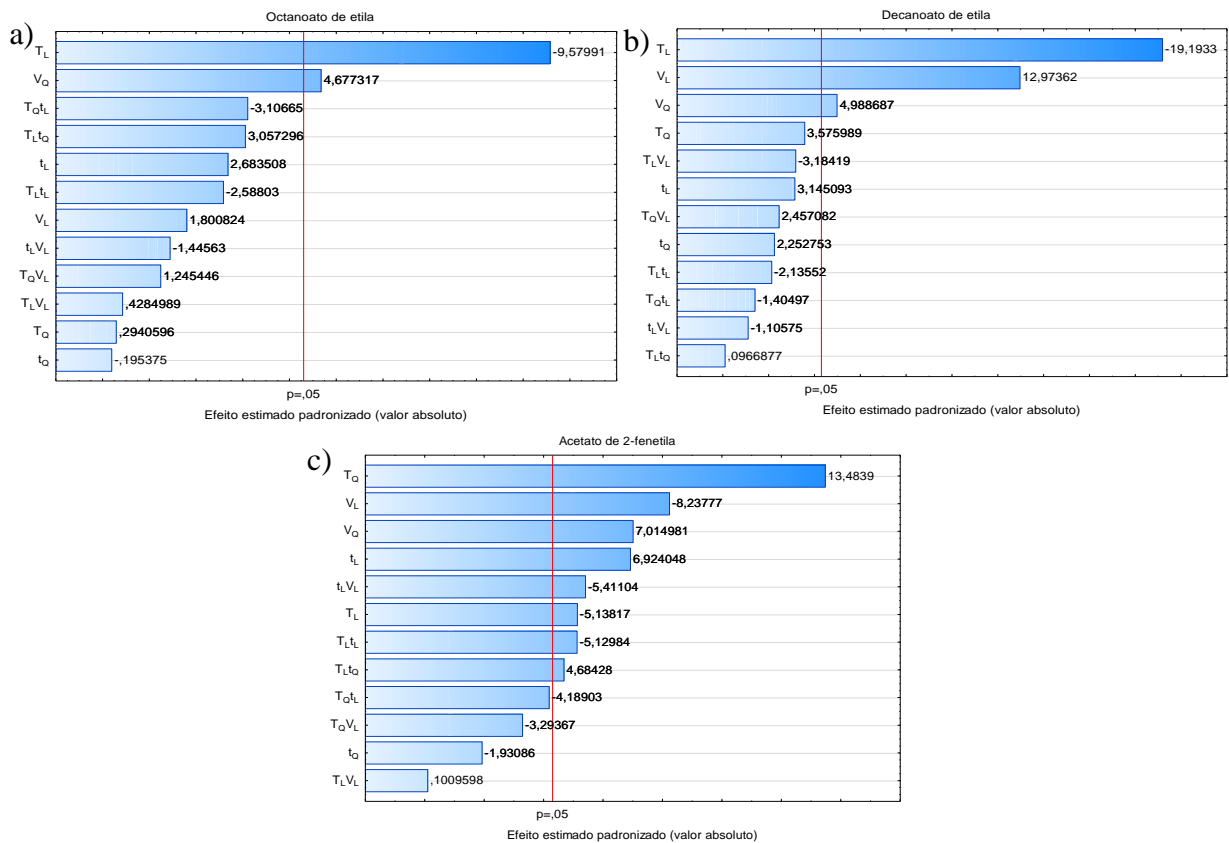 a)
Octanoato de etila
T_L -9,57991
V_Q 4,677317
T_Qt_L -3,10665
T_Lt_Q 3,057296
t_L 2,683508
T_Lt_L -2,58803
V_L 1,800824
t_LV_L -1,44563
T_QV_L 1,245446
T_LV_L ,4284989
T_Q ,2940596
t_Q -,195375
p=,05
Efeito estimado padronizado (valor absoluto)
b)
Decanoato de etila
T_L -19,1933
V_L 12,97362
V_Q 4,988687
T_Q 3,575989
T_LV_L -3,18419
t_L 3,145093
T_QV_L 2,457082
t_Q 2,252753
T_Lt_L -2,13552
T_Qt_L -1,40497
t_LV_L -1,10575
T_Lt_Q ,0966877
p=,05
Efeito estimado padronizado (valor absoluto)
c)
Acetato de 2-fenetila
T_Q 13,4839
V_L -8,23777
V_Q 7,014981
t_L 6,924048
t_LV_L -5,41104
T_L -5,13817
T_Lt_L -5,12984
T_Lt_Q 4,68428
T_Qt_L -4,18903
T_QV_L -3,29367
t_Q -1,93086
T_LV_L ,1009598
p=,05
Efeito estimado padronizado (valor absoluto)